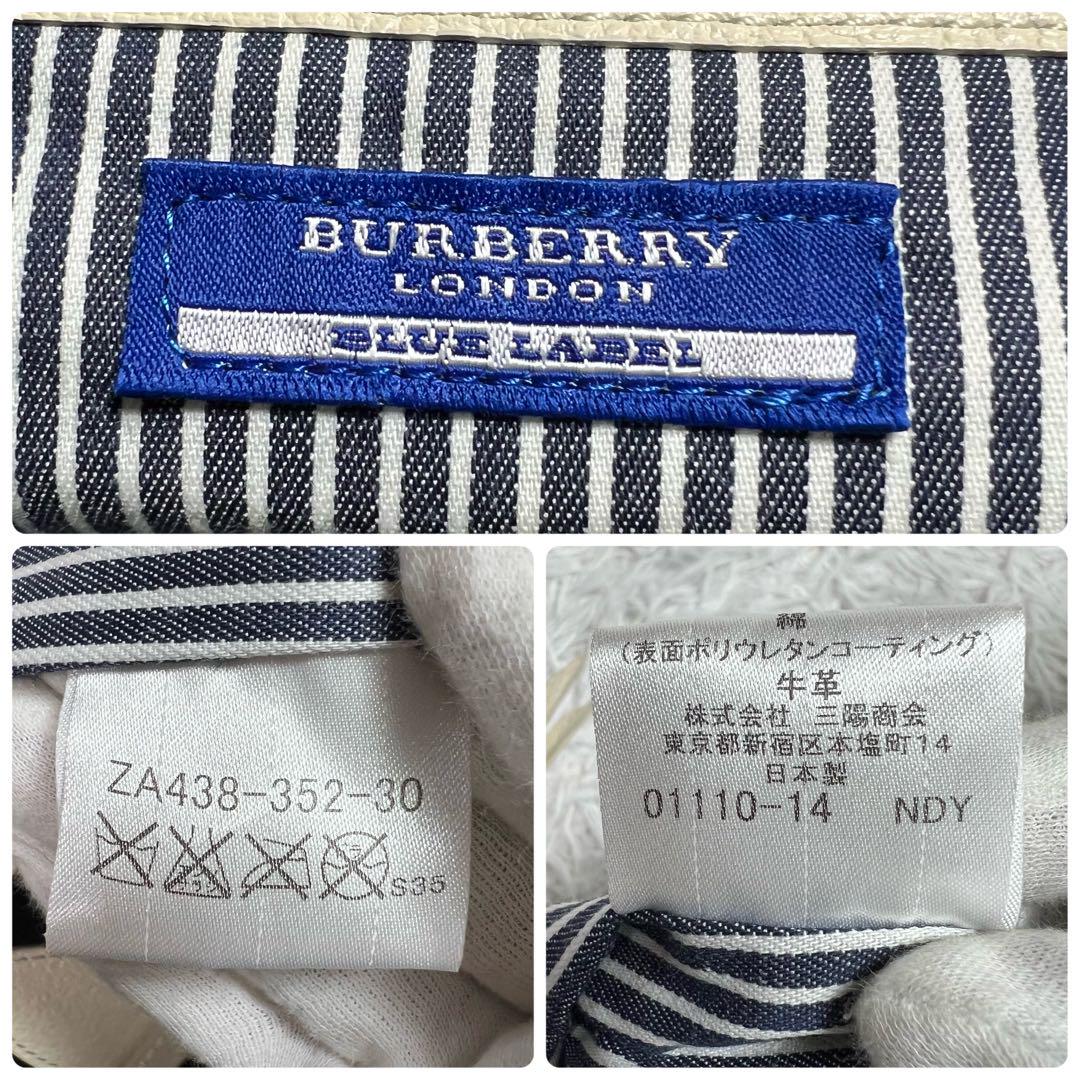 BURBERRY
LONDON
BLUE LABEL
ZA438-352-30
S35
綿
(表面ポリウレタンコーティング)
牛革
株式会社 三陽商会
東京都新宿区本塩町14
日本製
01110-14 NDY